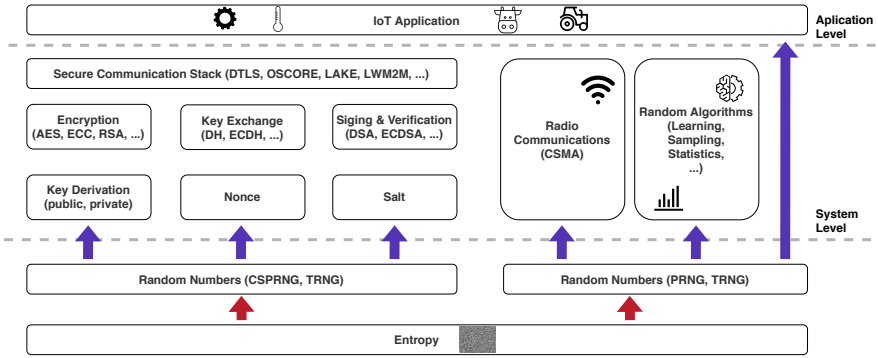 IoT Application
Aplication
Level
Secure Communication Stack (DTLS, OSCORE, LAKE, LWM2M, ...)
Encryption
(AES, ECC, RSA, ...)
Key Exchange
(DH, ECDH, ...)
Siging & Verification
(DSA, ECDSA, ...)
Radio
Communications
(CSMA)
Random Algorithms
(Learning,
Sampling,
Statistics,
...)
Key Derivation
(public, private)
Nonce
Salt
System
Level
Random Numbers (CSPRNG, TRNG)
Random Numbers (PRNG, TRNG)
Entropy